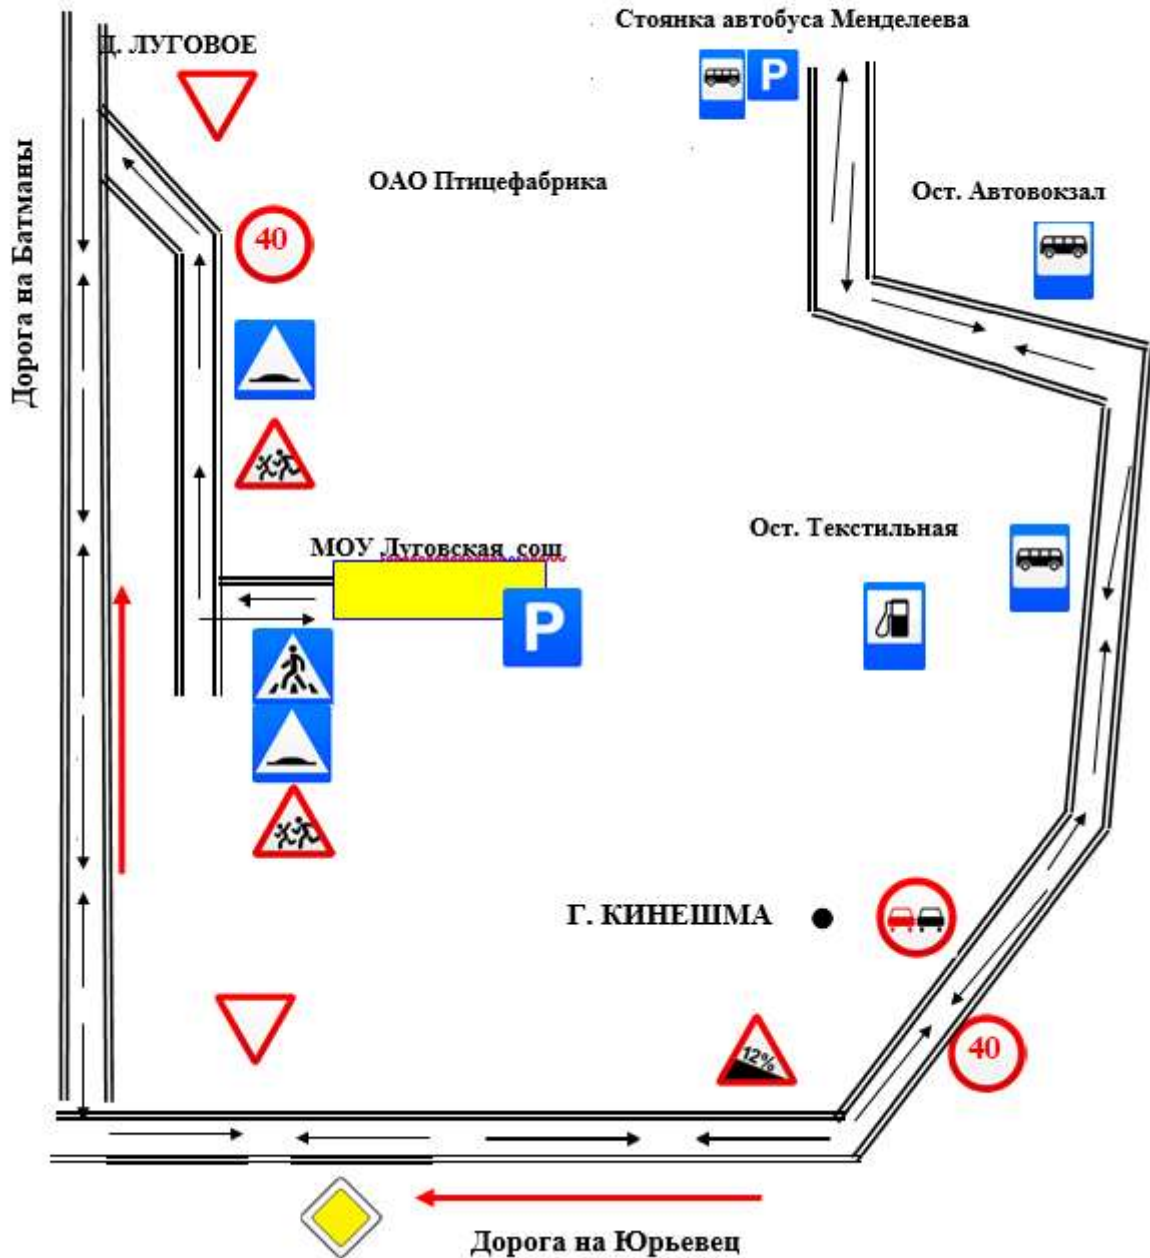 Стоянка автобуса Менделеева
Д. ЛУГОВОЕ
P
ОАО Птицефабрика
Ост. Автовокзал
Дорога на Батманы
40
Ост. Текстильная
МОУ Луговская сош
P
Г. КИНЕШМА
12%
40
Дорога на Юрьевец